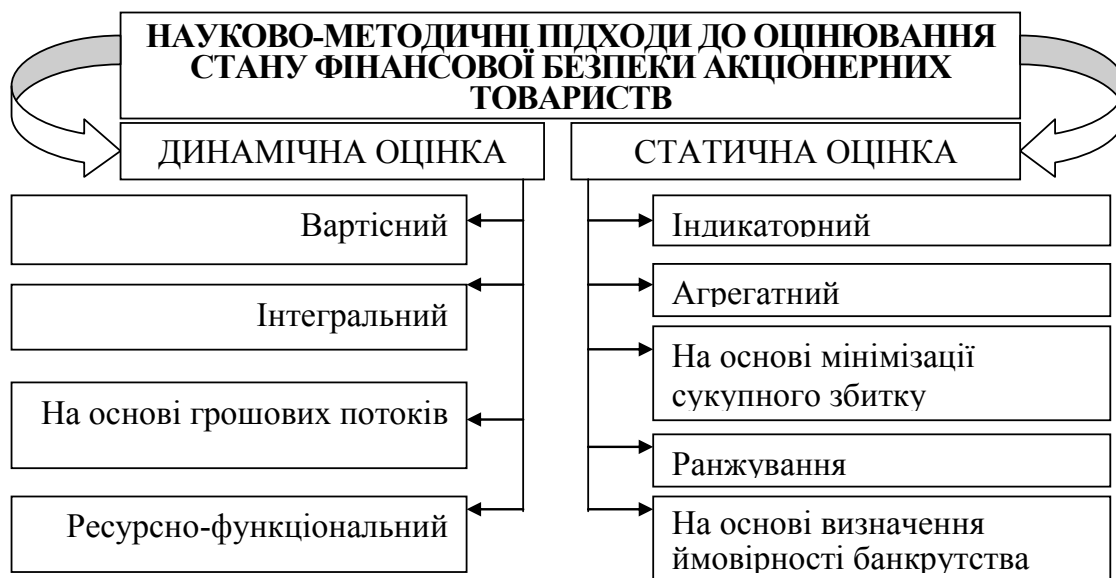 НАУКОВО-МЕТОДИЧНІ ПІДХОДИ ДО ОЦІНЮВАННЯ
СТАНУ ФІНАНСОВОЇ БЕЗПЕКИ АКЦІОНЕРНИХ
ТОВАРИСТВ
ДИНАМІЧНА ОЦІНКА
Вартісний
Інтегральний
На основі грошових потоків
Ресурсно-функціональний
СТАТИЧНА ОЦІНКА
Індикаторний
Агрегатний
На основі мінімізації
сукупного збитку
Ранжування
На основі визначення
ймовірності банкрутства